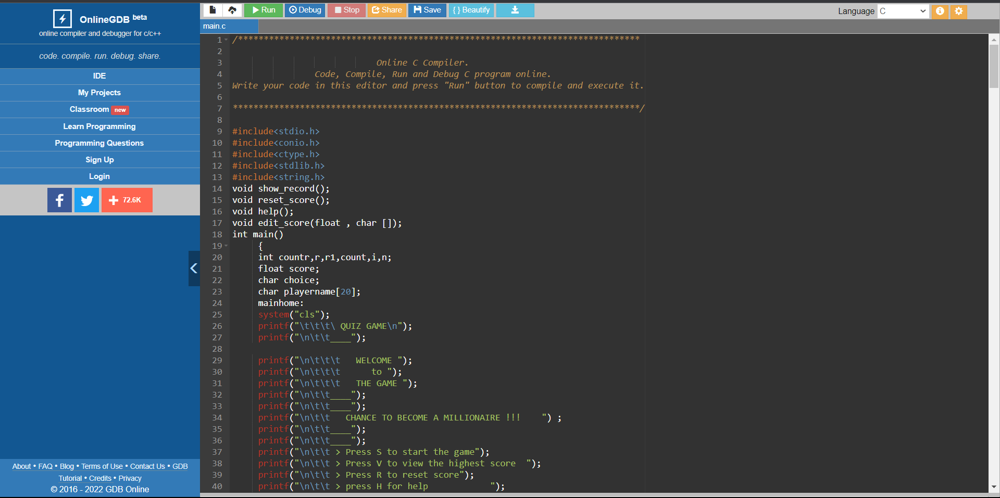 OnlineGDB beta
online compiler and debugger for c/c++
code. compile. run. debug. share.
IDE
My Projects
Classroom new
Learn Programming
Programming Questions
Sign Up
Login
72.6K
About • FAQ • Blog • Terms of Use • Contact Us • GDB
Tutorial • Credits • Privacy
© 2016 - 2022 GDB Online
Run Debug Stop Share Save { } Beautify
Language C
main.c
1 /******************************************************************************
2
3 Online C Compiler.
4 Code, Compile, Run and Debug C program online.
5 Write your code in this editor and press "Run" button to compile and execute it.
6
7 *******************************************************************************/
8
9 #include<stdio.h>
10 #include<conio.h>
11 #include<ctype.h>
12 #include<stdlib.h>
13 #include<string.h>
14 void show_record();
15 void reset_score();
16 void help();
17 void edit_score(float , char []);
18 int main()
19 {
20 int countr,r,r1,count,i,n;
21 float score;
22 char choice;
23 char playername[20];
24 mainhome:
25 system("cls");
26 printf("\t\t\t\ QUIZ GAME\n");
27 printf("\n\t\t____");
28
29 printf("\n\t\t\t   WELCOME ");
30 printf("\n\t\t\t      to ");
31 printf("\n\t\t\t   THE GAME ");
32 printf("\n\t\t____");
33 printf("\n\t\t____");
34 printf("\n\t\t   CHANCE TO BECOME A MILLIONAIRE !!!    ") ;
35 printf("\n\t\t____");
36 printf("\n\t\t____");
37 printf("\n\t\t > Press S to start the game");
38 printf("\n\t\t > Press V to view the highest score  ");
39 printf("\n\t\t > Press R to reset score");
40 printf("\n\t\t > press H for help            ");